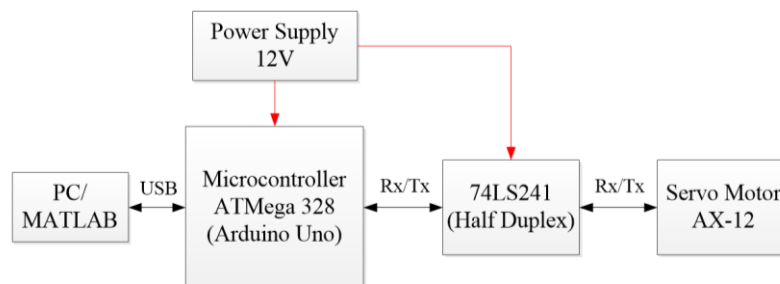 Power Supply
12V
PC/
MATLAB
USB
Microcontroller
ATMega 328
(Arduino Uno)
Rx/Tx
74LS241
(Half Duplex)
Rx/Tx
Servo Motor
AX-12